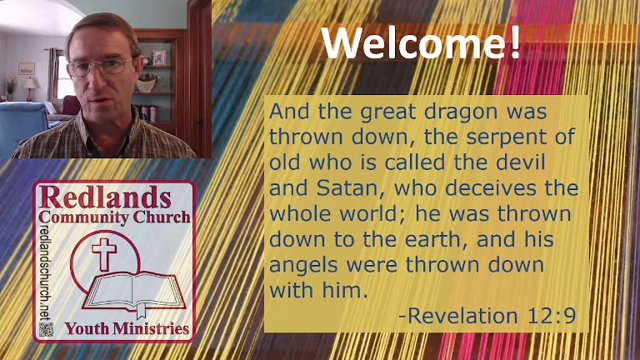 Welcome!
And the great dragon was
thrown down, the serpent of
old who is called the devil
and Satan, who deceives the
whole world; he was thrown
down to the earth, and his
angels were thrown down
with him.
-Revelation 12:9
Redlands
Community Church
redlandschurch.net
Youth Ministries